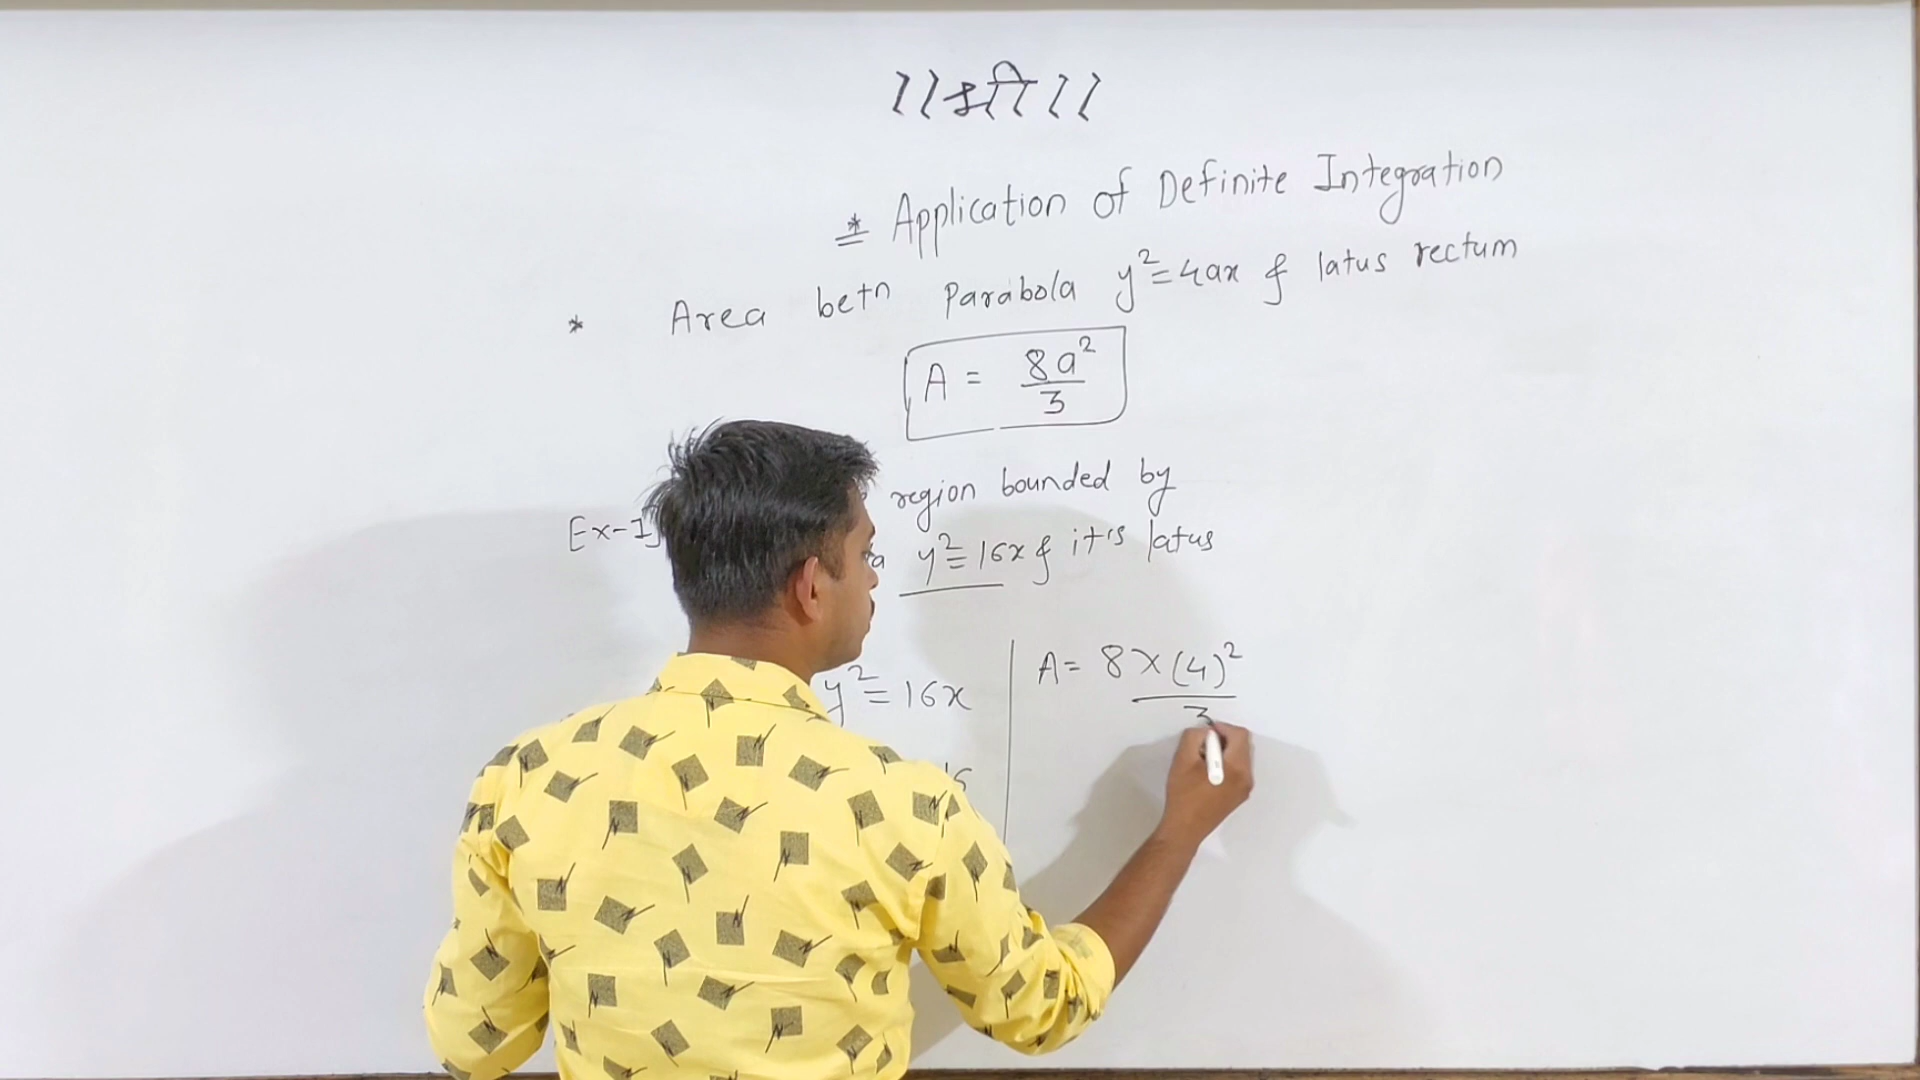 ।।श्री।।
* Application of Definite Integration
* Area betn Parabola y²=4ax & latus rectum
A = 8a²/3
Ex-1] region bounded by
y²=16x & it's latus
y²=16x
A= 8×(4)²/3